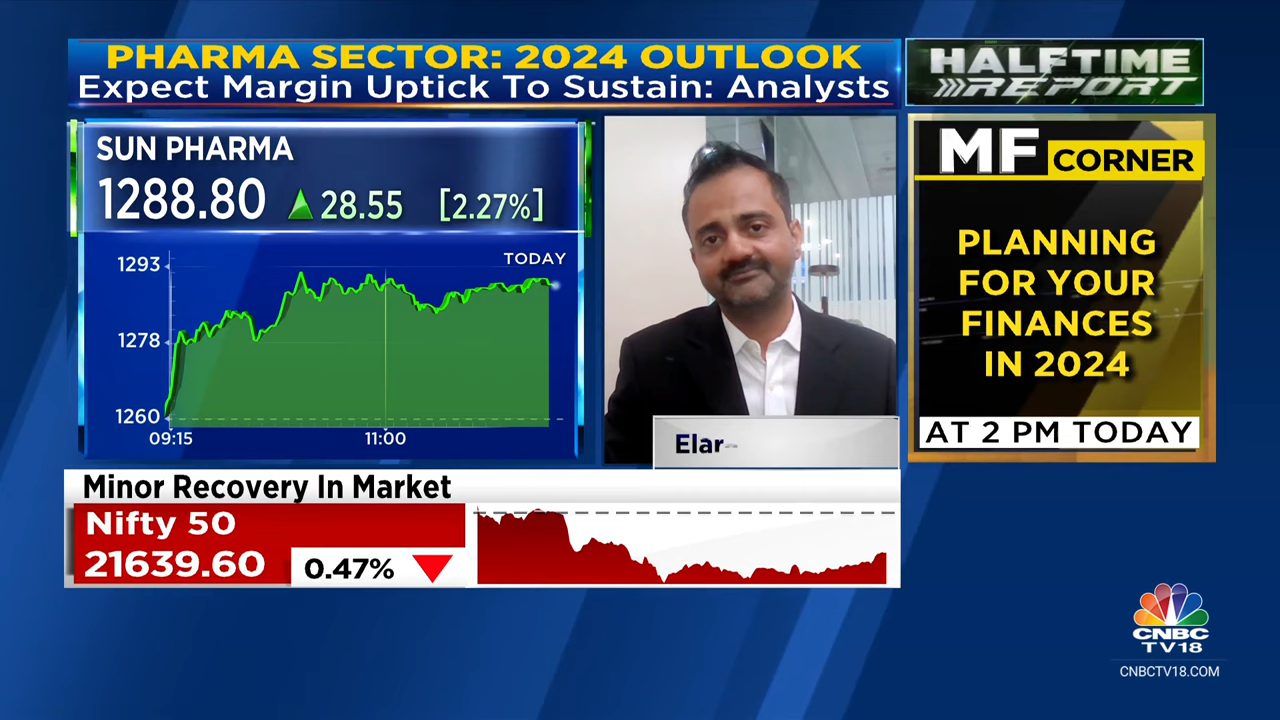 PHARMA SECTOR: 2024 OUTLOOK
Expect Margin Uptick To Sustain: Analysts
HALFTIME
REPORT
SUN PHARMA
1288.80 28.55 [2.27%]
TODAY
1293
1278
1260
09:15 11:00
Elar
MF CORNER
PLANNING
FOR YOUR
FINANCES
IN 2024
AT 2 PM TODAY
Minor Recovery In Market
Nifty 50
21639.60 0.47%
CNBC
TV18
CNBCTV18.COM